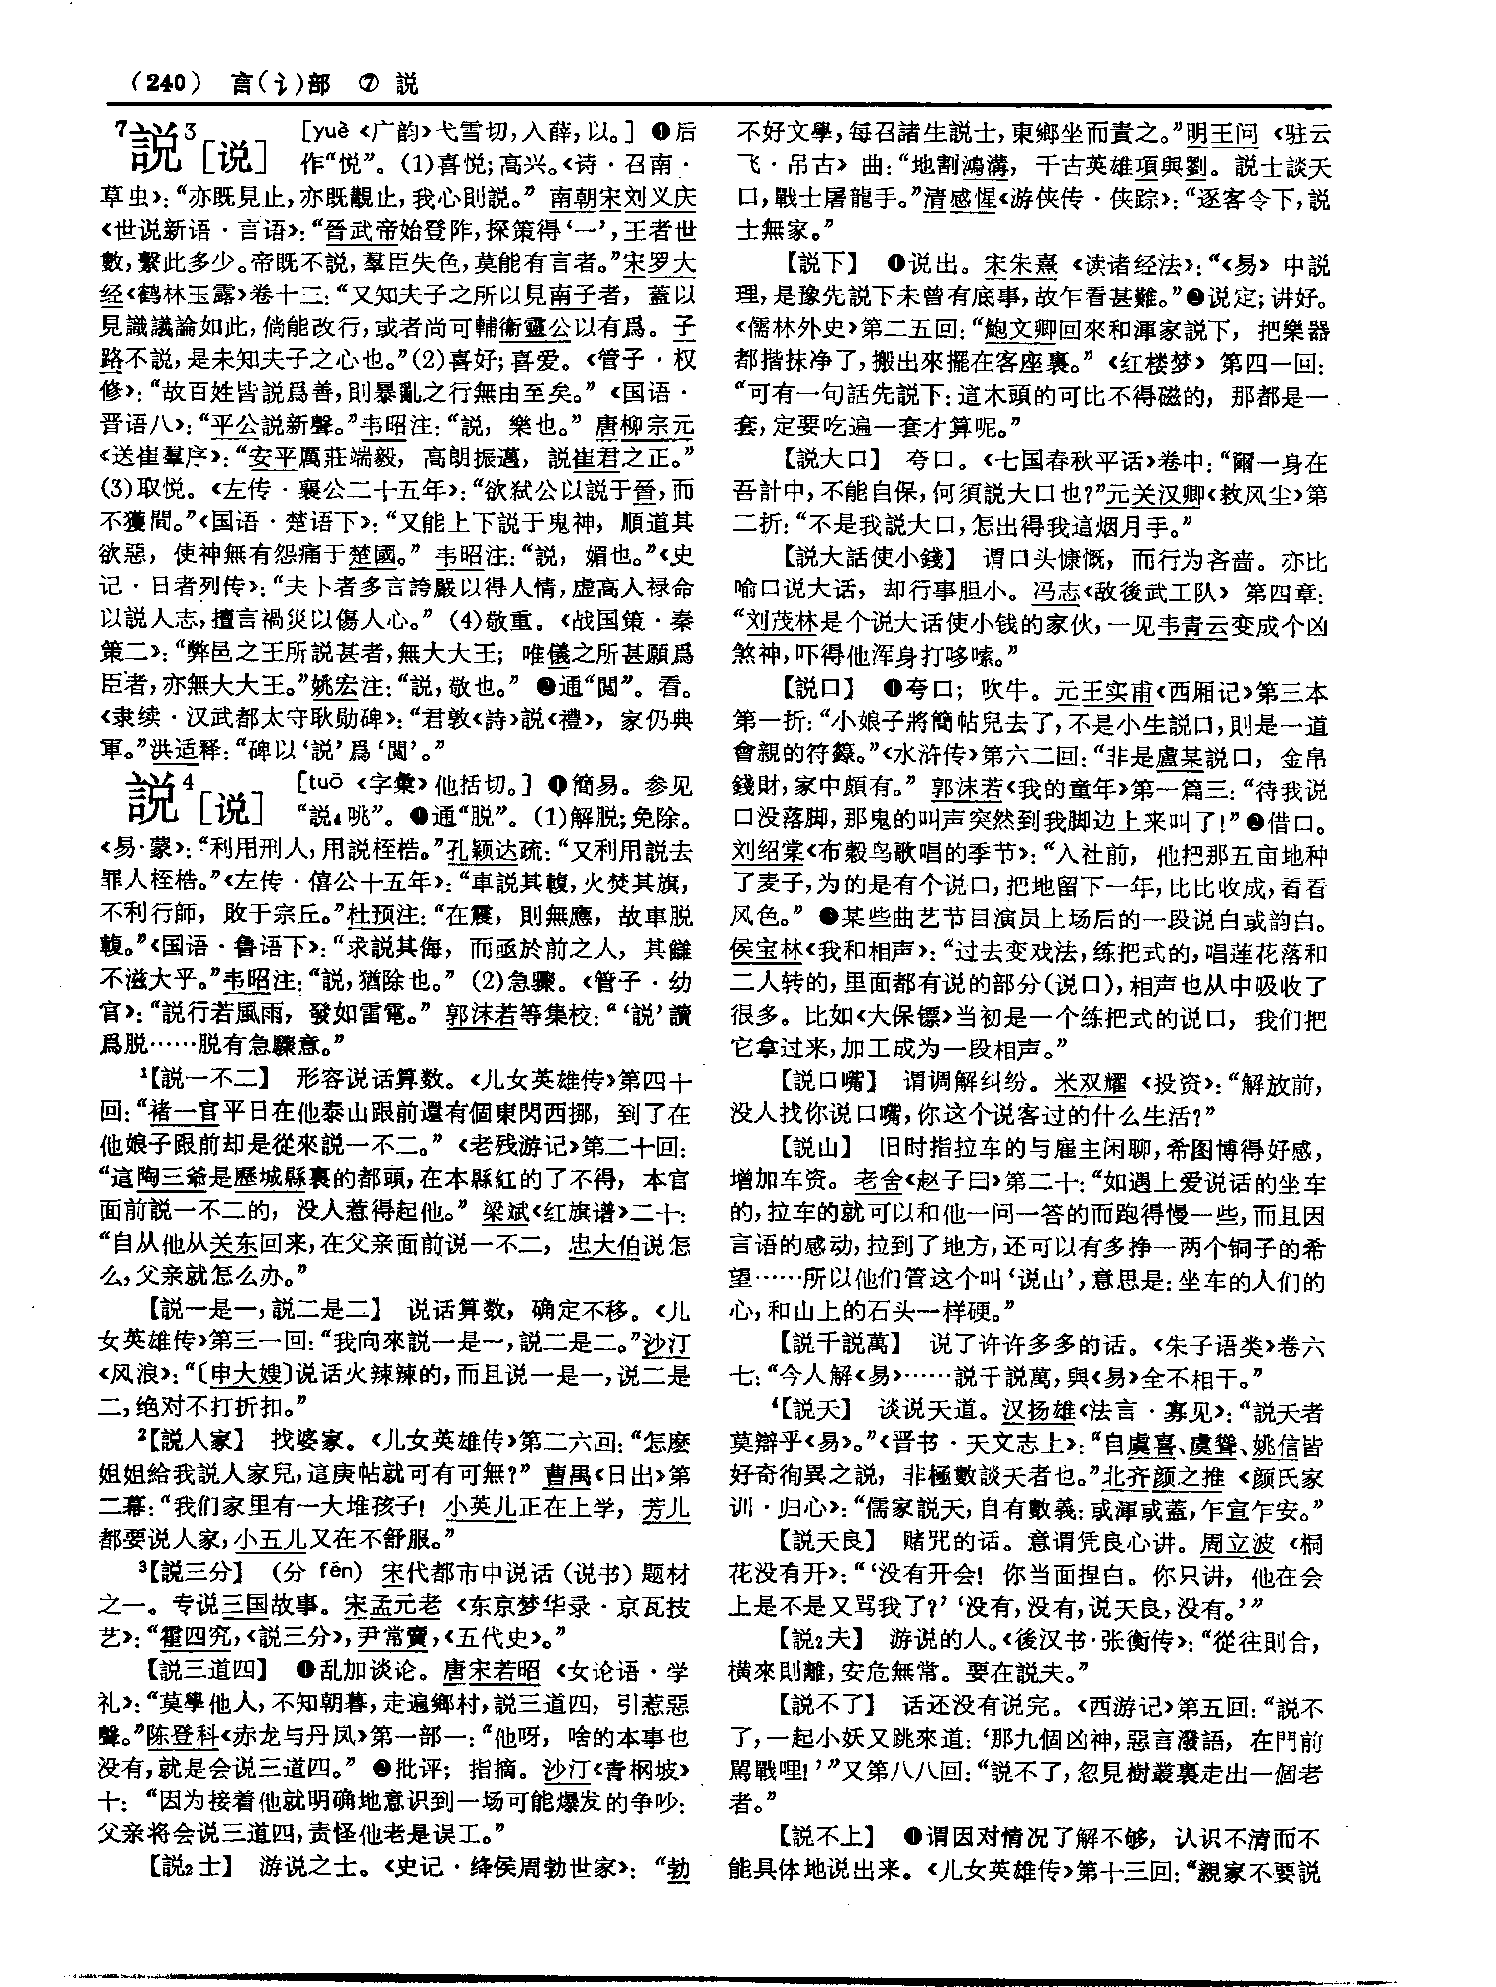 (240) 言(讠)部 ⑦ 説
7説3[说] [yuè《广韵》弋雪切,入薛,以。] ❶后
作“悦”。(1)喜悦;高兴。《诗·召南·
草虫》:“亦既見止,亦既覯止,我心則説。”南朝宋刘义庆
《世说新语·言语》:“晉武帝始登阼,探策得‘一’,王者世
數,繫此多少。帝既不説,羣臣失色,莫能有言者。”宋罗大
经《鹤林玉露》卷十二:“又知夫子之所以見南子者,蓋以
見識議論如此,倘能改行,或者尚可輔衛靈公以有爲。子
路不説,是未知夫子之心也。”(2)喜好;喜爱。《管子·权
修》:“故百姓皆説爲善,則暴亂之行無由至矣。”《国语·
晋语八》:“平公説新聲。”韦昭注:“説,樂也。”唐柳宗元
《送崔羣序》:“安平厲莊端毅,高朗振邁,説崔君之正。”
(3)取悦。《左传·襄公二十五年》:“欲弑公以説于晉,而
不獲間。”《国语·楚语下》:“又能上下説于鬼神,順道其
欲惡,使神無有怨痛于楚國。”韦昭注:“説,媚也。”《史
记·日者列传》:“夫卜者多言誇嚴以得人情,虚高人禄命
以説人志,擅言禍災以傷人心。”(4)敬重。《战国策·秦
策二》:“弊邑之王所説甚者,無大大王;唯儀之所甚願爲
臣者,亦無大大王。”姚宏注:“説,敬也。”❷通“閲”。看。
《隶续·汉武都太守耿勋碑》:“君敦《詩》説《禮》,家仍典
軍。”洪适释:“碑以‘説’爲‘閲’。”
説4[说] [tuō《字彙》他括切。] ❶简易。参见
“説4㑿”。❷通“脱”。(1)解脱;免除。
《易·蒙》:“利用刑人,用説桎梏。”孔颖达疏:“又利用説去
罪人桎梏。”《左传·僖公十五年》:“車説其輹,火焚其旗,
不利行師,敗于宗丘。”杜预注:“在震,則無應,故車脱
輹。”《国语·鲁语下》:“求説其侮,而亟於前之人,其讎
不滋大乎。”韦昭注:“説,猶除也。”(2)急骤。《管子·幼
官》:“説行若風雨,發如雷電。”郭沫若等集校:“‘説’讀
爲脱……脱有急驟意。”
1【説一不二】 形容说话算数。《儿女英雄传》第四十
回:“褚一官平日在他泰山跟前還有個東閃西挪,到了在
他娘子跟前却是從來説一不二。”《老残游记》第二十回:
“這陶三爺是歷城縣裏的都頭,在本縣紅的了不得,本官
面前説一不二的,没人惹得起他。”梁斌《红旗谱》二十:
“自从他从关东回来,在父亲面前说一不二,忠大伯说怎
么,父亲就怎么办。”
【説一是一,説二是二】 说话算数,确定不移。《儿
女英雄传》第三一回:“我向來説一是一,説二是二。”沙汀
《风浪》:“〔申大嫂〕说话火辣辣的,而且说一是一,说二是
二,绝对不打折扣。”
2【説人家】 找婆家。《儿女英雄传》第二六回:“怎麽
姐姐給我説人家兒,這庚帖就可有可無?”曹禺《日出》第
二幕:“我们家里有一大堆孩子!小英儿正在上学,芳儿
都要说人家,小五儿又在不舒服。”
3【説三分】 (分 fēn) 宋代都市中说话(说书)题材
之一。专说三国故事。宋孟元老《东京梦华录·京瓦技
艺》:“霍四究,《説三分》,尹常賣,《五代史》。”
【説三道四】 ❶乱加谈论。唐宋若昭《女论语·学
礼》:“莫學他人,不知朝暮,走遍鄉村,説三道四,引惹惡
聲。”陈登科《赤龙与丹凤》第一部一:“他呀,啥的本事也
没有,就是会说三道四。”❷批评;指摘。沙汀《青㭎坡》
十:“因为接着他就明确地意识到一场可能爆发的争吵:
父亲将会说三道四,责怪他老是误工。”
【説2士】 游说之士。《史记·绛侯周勃世家》:“勃
不好文學,每召諸生説士,東鄉坐而責之。”明王问《驻云
飞·吊古》曲:“地割鴻溝,千古英雄項與劉。説士談天
口,戰士屠龍手。”清感惺《游侠传·侠踪》:“逐客令下,説
士無家。”
【説下】 ❶说出。宋朱熹《读诸经法》:“《易》中説
理,是豫先説下未曾有底事,故乍看甚難。”❷说定;讲好。
《儒林外史》第二五回:“鮑文卿回來和渾家説下,把樂器
都揩抹净了,搬出來擺在客座裏。”《红楼梦》第四一回:
“可有一句話先説下:這木頭的可比不得磁的,那都是一
套,定要吃遍一套才算呢。”
【説大口】 夸口。《七国春秋平话》卷中:“爾一身在
吾計中,不能自保,何須説大口也?”元关汉卿《救风尘》第
二折:“不是我説大口,怎出得我這烟月手。”
【説大話使小錢】 谓口头慷慨,而行为吝啬。亦比
喻口说大话,却行事胆小。冯志《敌後武工队》第四章:
“刘茂林是个说大话使小钱的家伙,一见韦青云变成个凶
煞神,吓得他浑身打哆嗦。”
【説口】 ❶夸口;吹牛。元王实甫《西厢记》第三本
第一折:“小娘子將簡帖兒去了,不是小生説口,則是一道
會親的符籙。”《水浒传》第六二回:“非是盧某説口,金帛
錢財,家中頗有。”郭沫若《我的童年》第一篇三:“待我说
口没落脚,那鬼的叫声突然到我脚边上来叫了!”❷借口。
刘绍棠《布穀鸟歌唱的季节》:“入社前,他把那五亩地种
了麦子,为的是有个说口,把地留下一年,比比收成,看看
风色。”❸某些曲艺节目演员上场后的一段说白或韵白。
侯宝林《我和相声》:“过去变戏法,练把式的,唱莲花落和
二人转的,里面都有说的部分(说口),相声也从中吸收了
很多。比如《大保镖》当初是一个练把式的说口,我们把
它拿过来,加工成为一段相声。”
【説口嘴】 谓调解纠纷。米双耀《投资》:“解放前,
没人找你说口嘴,你这个说客过的什么生活?”
【説山】 旧时指拉车的与雇主闲聊,希图博得好感,
增加车资。老舍《赵子曰》第二十:“如遇上爱说话的坐车
的,拉车的就可以和他一问一答的而跑得慢一些,而且因
言语的感动,拉到了地方,还可以有多挣一两个铜子的希
望……所以他们管这个叫‘说山’,意思是:坐车的人们的
心,和山上的石头一样硬。”
【説千説萬】 说了许许多多的话。《朱子语类》卷六
七:“今人解《易》……説千説萬,與《易》全不相干。”
4【説天】 谈说天道。汉扬雄《法言·寡见》:“説天者
莫辯乎《易》。”《晋书·天文志上》:“自虞喜、虞聳、姚信皆
好奇徇異之説,非極數談天者也。”北齐颜之推《颜氏家
训·归心》:“儒家説天,自有數義:或渾或蓋,乍宣乍安。”
【説天良】 赌咒的话。意谓凭良心讲。周立波《桐
花没有开》:“‘没有开会!你当面捏白。你只讲,他在会
上是不是又骂我了?’‘没有,没有,说天良,没有。’”
【説2夫】 游说的人。《後汉书·张衡传》:“從往則合,
横來則離,安危無常。要在説夫。”
【説不了】 话还没有说完。《西游记》第五回:“説不
了,一起小妖又跳來道:‘那九個凶神,惡言潑語,在門前
駡戰哩!’”又第八八回:“説不了,忽見樹叢裏走出一個老
者。”
【説不上】 ❶谓因对情况了解不够,认识不清而不
能具体地说出来。《儿女英雄传》第十三回:“親家不要説